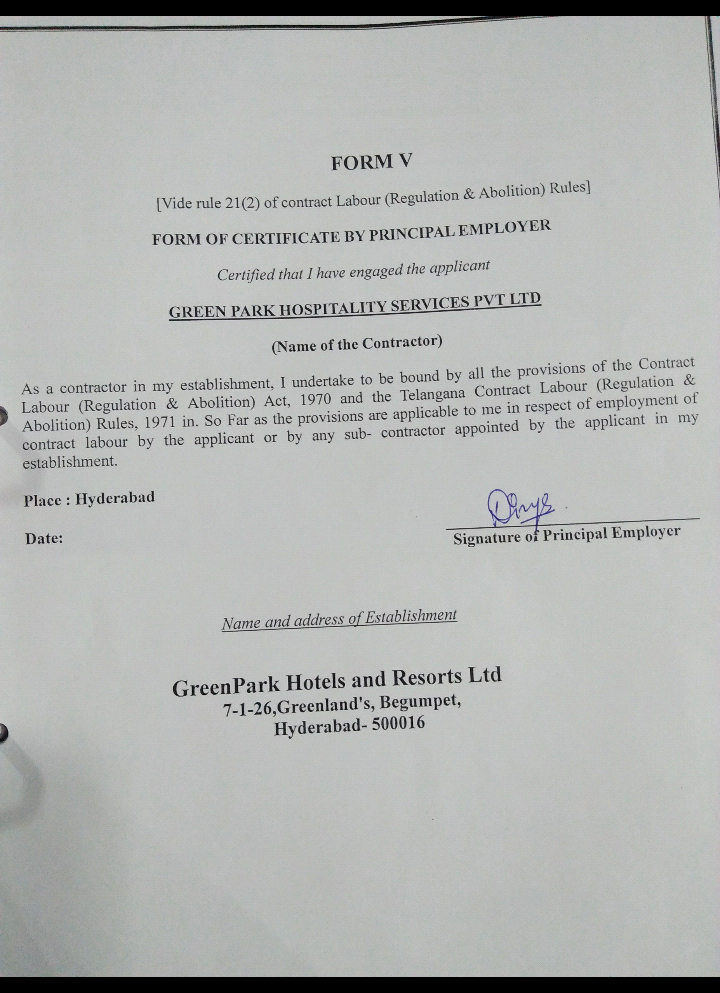 FORM V
[Vide rule 21(2) of contract Labour (Regulation & Abolition) Rules]
FORM OF CERTIFICATE BY PRINCIPAL EMPLOYER
Certified that I have engaged the applicant
GREEN PARK HOSPITALITY SERVICES PVT LTD
(Name of the Contractor)
As a contractor in my establishment, I undertake to be bound by all the provisions of the Contract
Labour (Regulation & Abolition) Act, 1970 and the Telangana Contract Labour (Regulation &
Abolition) Rules, 1971 in. So Far as the provisions are applicable to me in respect of employment of
contract labour by the applicant or by any sub- contractor appointed by the applicant in my
establishment.
Place : Hyderabad
Date:
Signature of Principal Employer
Name and address of Establishment
GreenPark Hotels and Resorts Ltd
7-1-26,Greenland's, Begumpet,
Hyderabad- 500016